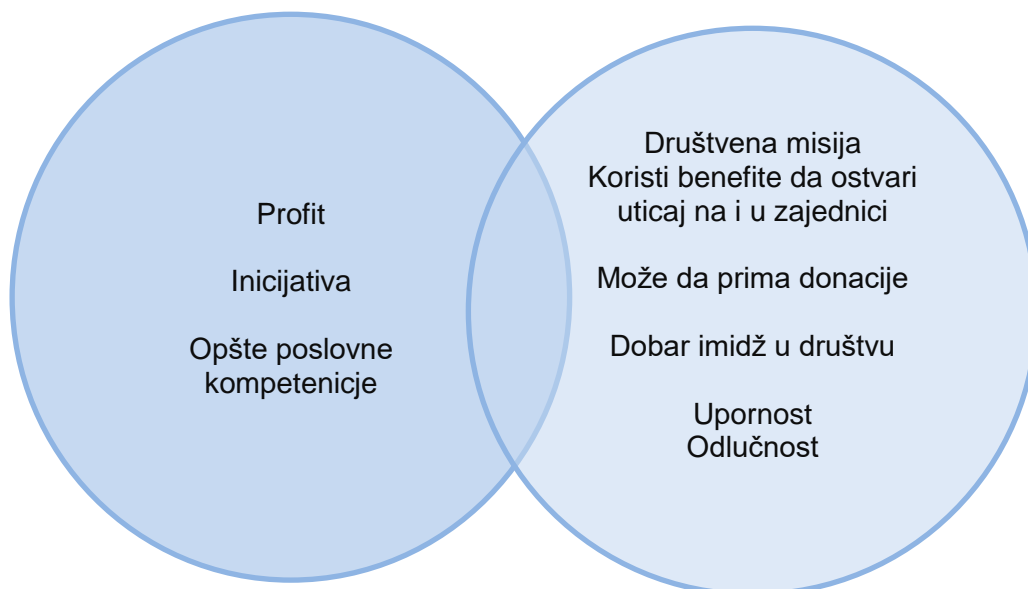 Profit
Inicijativa
Opšte poslovne
kompetenicje
Društvena misija
Koristi benefite da ostvari
uticaj na i u zajednici
Može da prima donacije
Dobar imidž u društvu
Upornost
Odlučnost